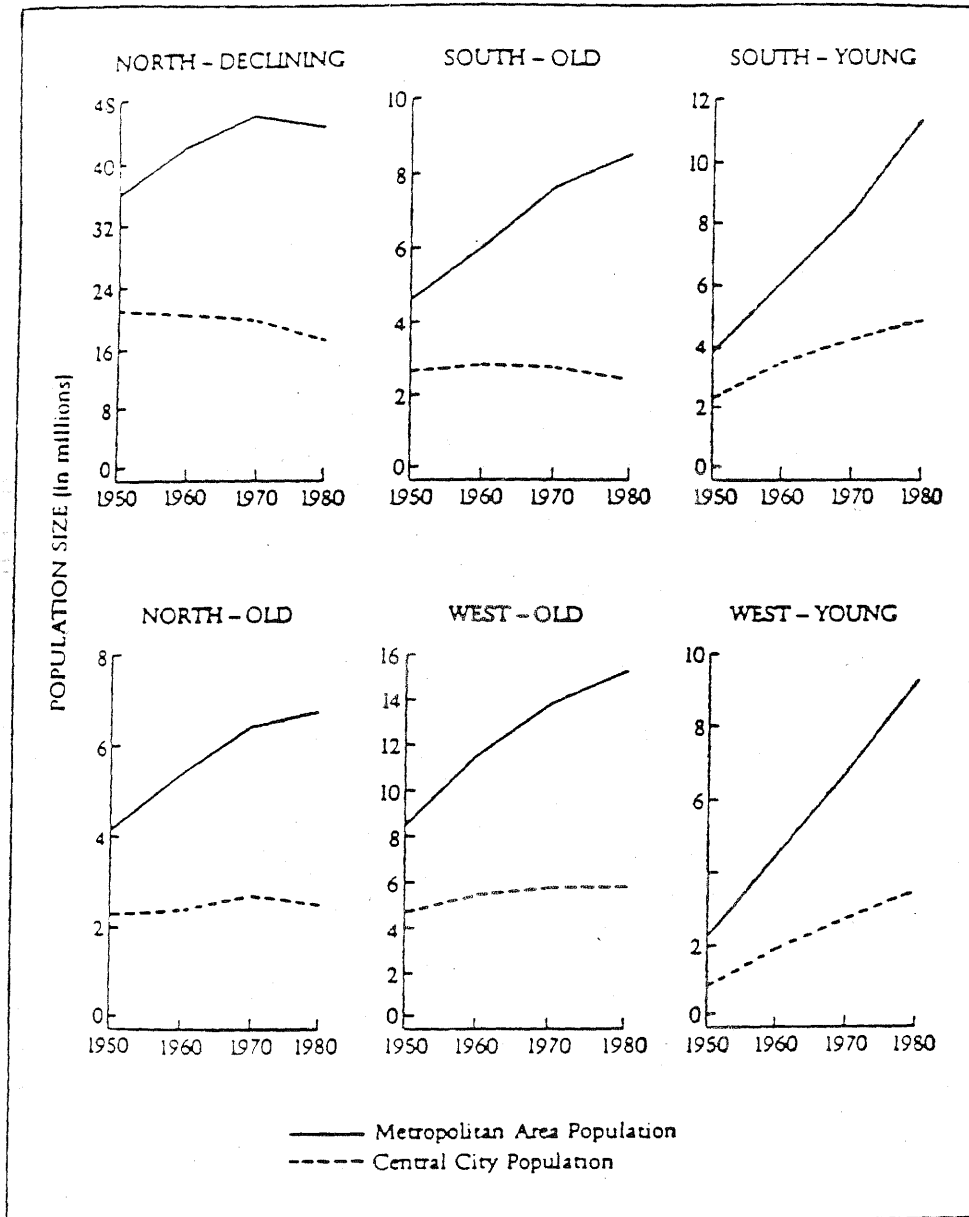 NORTH – DECLINING
48
40
32
24
16
8
0
1950 1960 1970 1980
SOUTH – OLD
10
8
6
4
2
0
1950 1960 1970 1980
SOUTH – YOUNG
12
10
8
6
4
2
0
1950 1960 1970 1980
POPULATION SIZE (in millions)
NORTH – OLD
8
6
4
2
0
1950 1960 1970 1980
WEST – OLD
16
14
12
10
8
6
4
2
0
1950 1960 1970 1980
WEST – YOUNG
10
8
6
2
0
1950 1960 1970 1980
Metropolitan Area Population
Central City Population